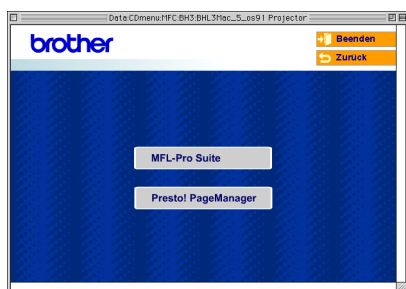 Data:CDmenu:MFC:BH3:BHL3Mac_5_os91 Projector
brother
Beenden
Zurück
MFL-Pro Suite
Presto! PageManager